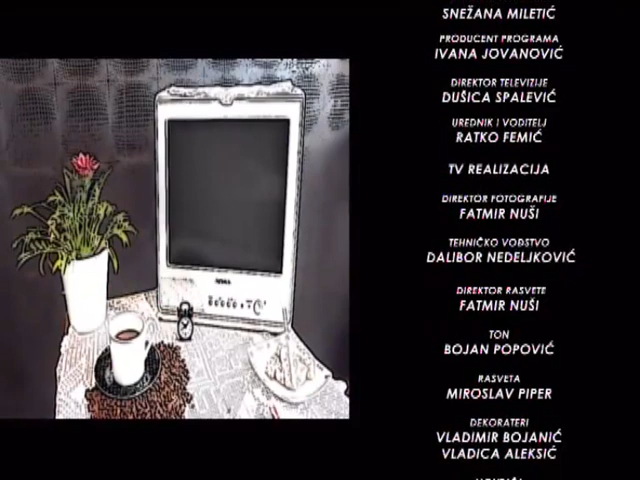 SNEŽANA MILETIĆ
PRODUCENT PROGRAMA
IVANA JOVANOVIĆ
DIREKTOR TELEVIZIJE
DUŠICA SPALEVIĆ
UREDNIK I VODITELJ
RATKO FEMIĆ
TV REALIZACIJA
DIREKTOR FOTOGRAFIJE
FATMIR NUŠI
TEHNIČKO VOĐSTVO
DALIBOR NEDELJKOVIĆ
DIREKTOR RASVETE
FATMIR NUŠI
TON
BOJAN POPOVIĆ
RASVETA
MIROSLAV PIPER
DEKORATERI
VLADIMIR BOJANIĆ
VLADICA ALEKSIĆ